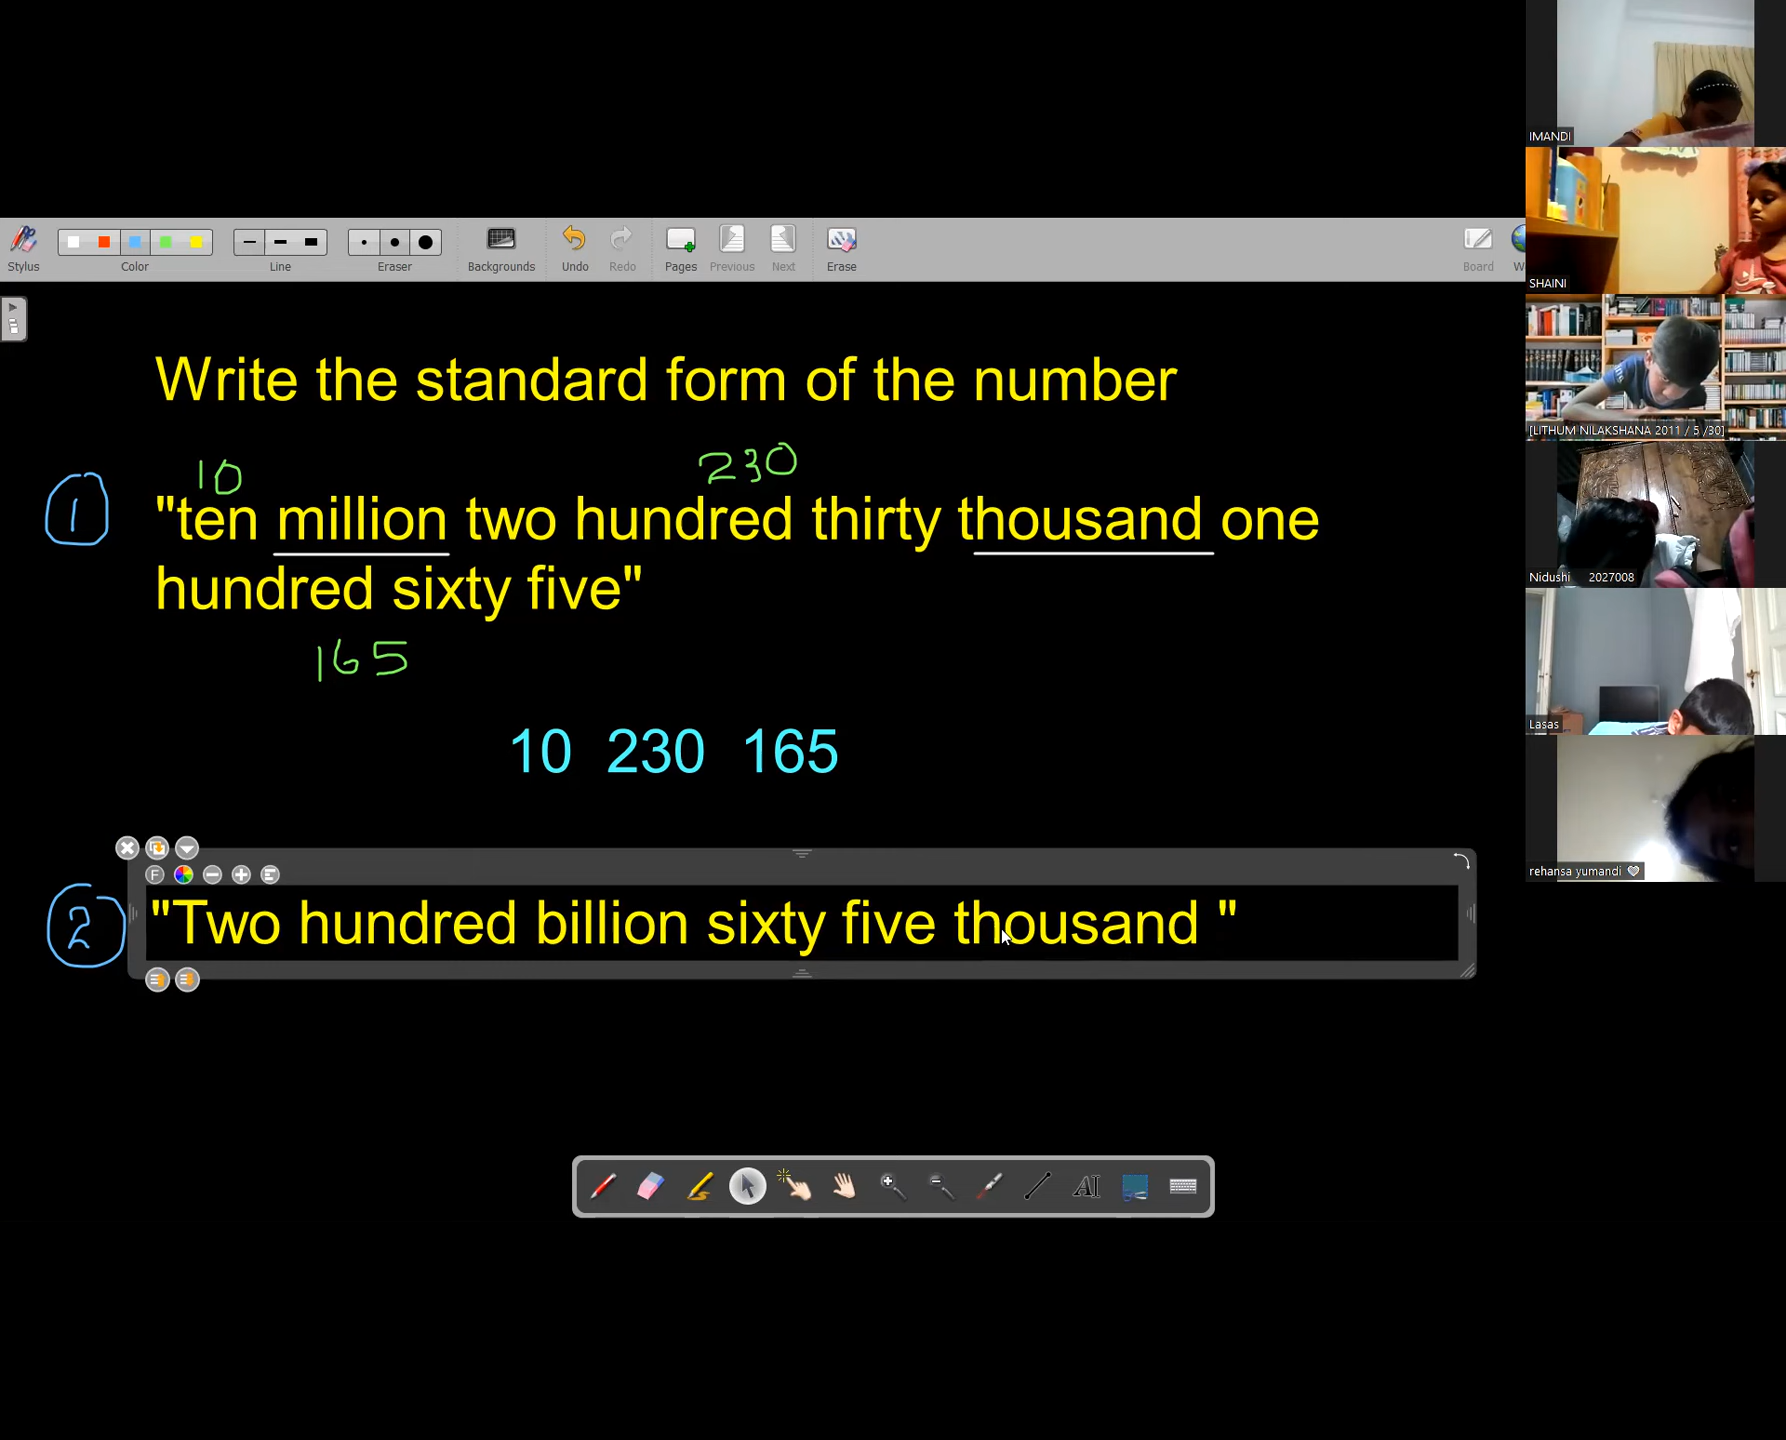 IMANDI
SHAINI
[LITHUM NILAKSHANA 2011 / 5 /30]
Nidushi 2027008
Lasas
rehansa yumandi
Stylus
Color
Line
Eraser
Backgrounds
Undo
Redo
Pages
Previous
Next
Erase
Board
Write the standard form of the number
10 230
1 "ten million two hundred thirty thousand one
hundred sixty five"
165
10 230 165
F
2 "Two hundred billion sixty five thousand "
AI